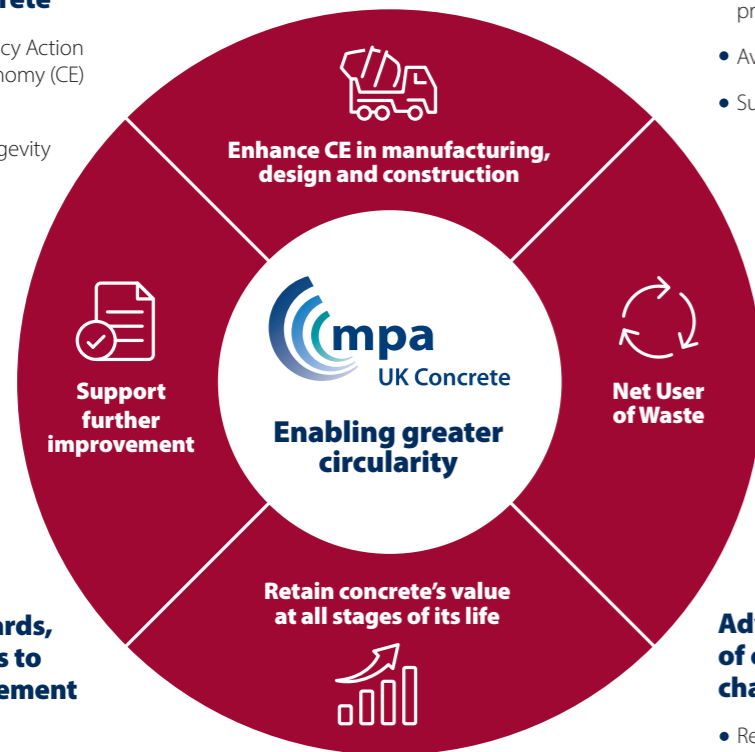 cy Action
nomy (CE)
gevity
Enhance CE in manufacturing,
design and construction
mpa
UK Concrete
Enabling greater
circularity
Support
further
improvement
Net User
of Waste
Retain concrete's value
at all stages of its life
of